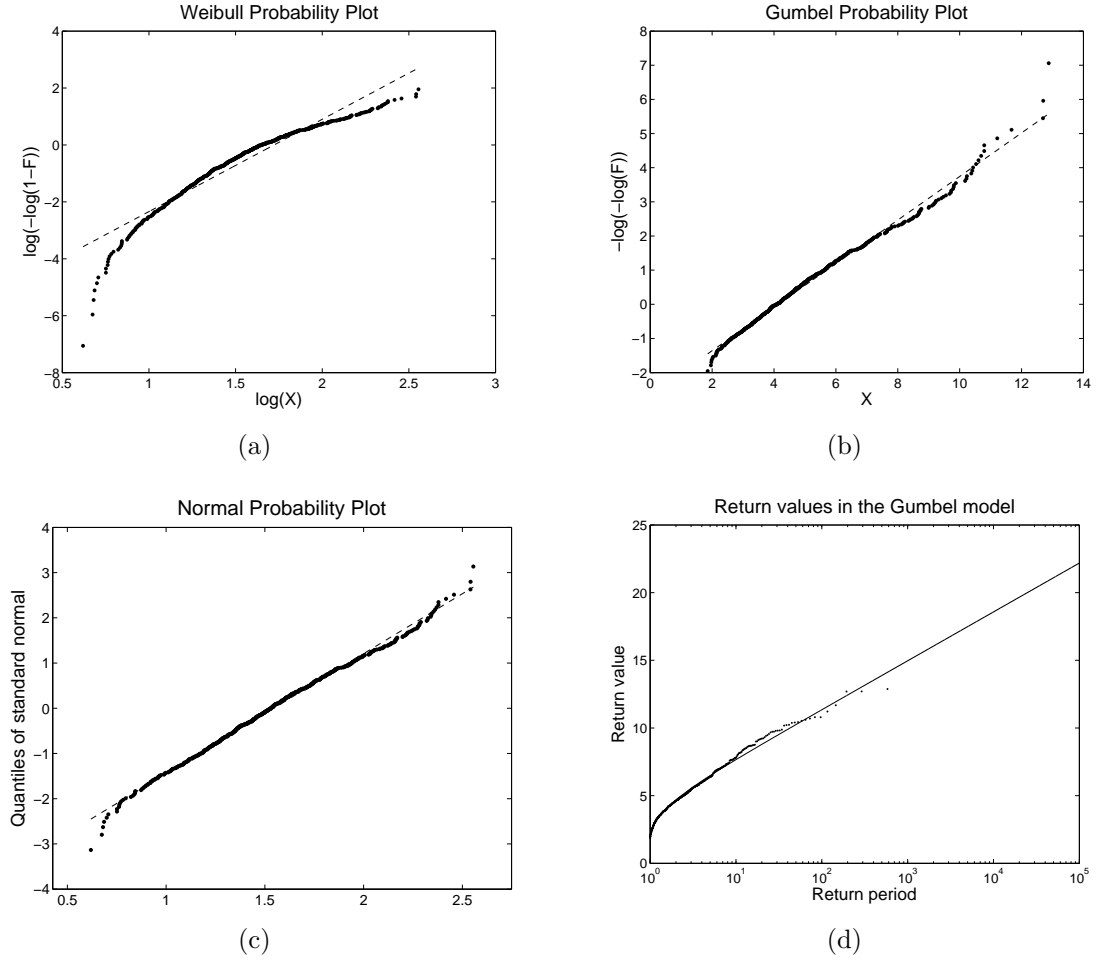 Weibull Probability Plot
4
2
0
−2
−4
−6
−8
0.5 1 1.5 2 2.5 3
log(X)
log(−log(1−F))
(a)
Gumbel Probability Plot
8
7
6
5
4
3
2
1
0
−1
−2
0 2 4 6 8 10 12 14
X
−log(−log(F))
(b)
Normal Probability Plot
4
3
2
1
0
−1
−2
−3
−4
0.5 1 1.5 2 2.5
Quantiles of standard normal
(c)
Return values in the Gumbel model
25
20
15
10
5
0
10^0 10^1 10^2 10^3 10^4 10^5
Return period
Return value
(d)